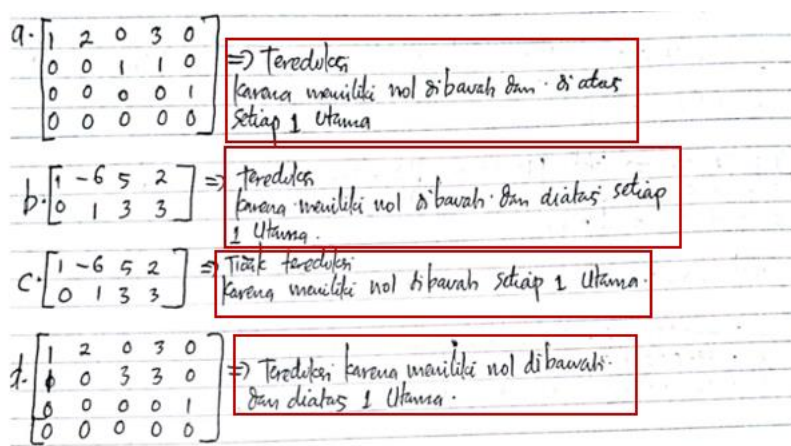 a. [1 2 0 3 0] => Tereduksi
[0 0 1 1 0] karena memiliki nol dibawah dan di atas
[0 0 0 0 1] setiap 1 utama
[0 0 0 0 0]
b. [1 -6 5 2] => tereduksi
[0 1 3 3] karena memiliki nol dibawah dan diatas setiap
1 Utama.
c. [1 -6 5 2] => Tidak tereduksi
[0 1 3 3] karena memiliki nol dibawah setiap 1 Utama.
d. [1 2 0 3 0]
[0 0 3 3 0] => Tereduksi karena memiliki nol dibawah
[0 0 0 0 1] dan diatas 1 Utama.
[0 0 0 0 0]